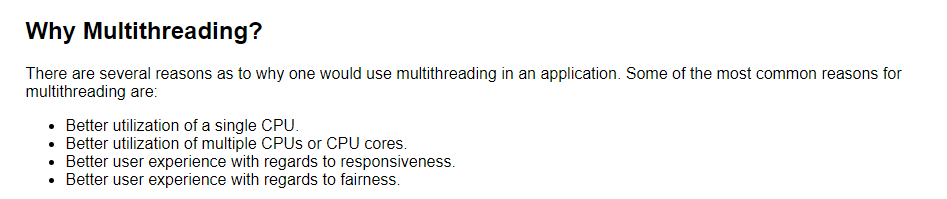 Why Multithreading?
There are several reasons as to why one would use multithreading in an application. Some of the most common reasons for
multithreading are:
• Better utilization of a single CPU.
• Better utilization of multiple CPUs or CPU cores.
• Better user experience with regards to responsiveness.
• Better user experience with regards to fairness.